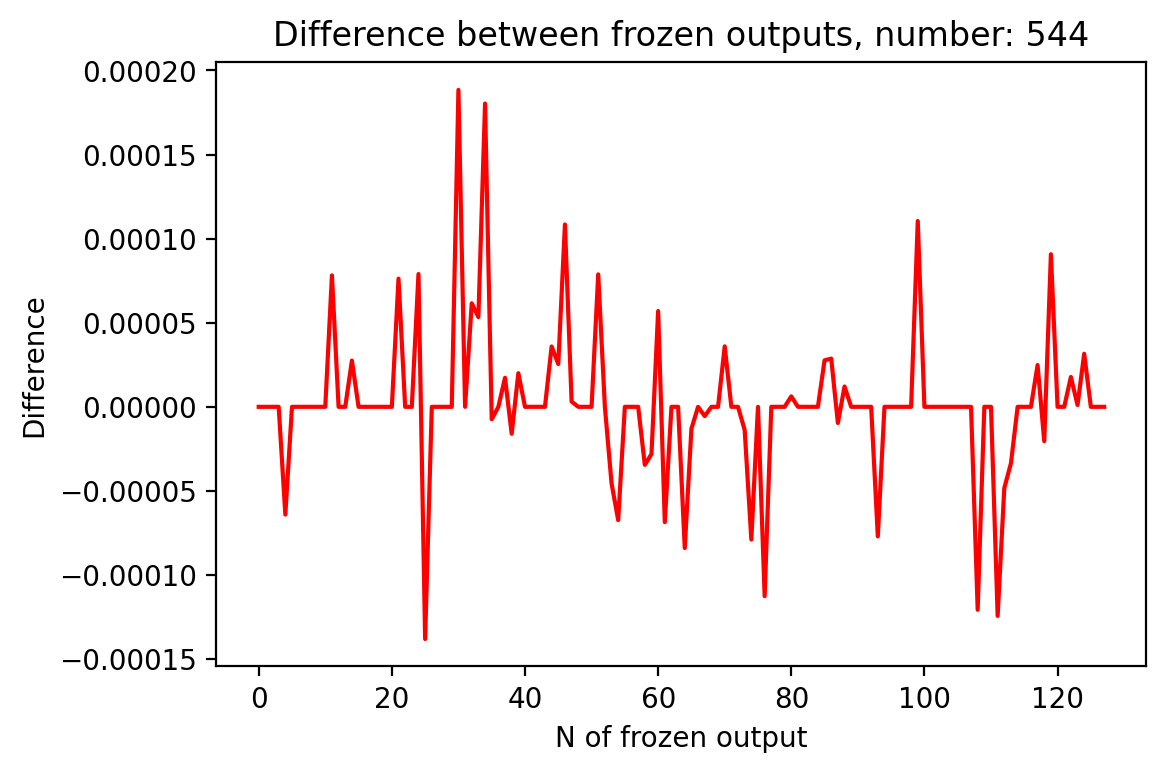 Difference between frozen outputs, number: 544
0.00020
0.00015
0.00010
0.00005
0.00000
−0.00005
−0.00010
−0.00015
Difference
0 20 40 60 80 100 120
N of frozen output